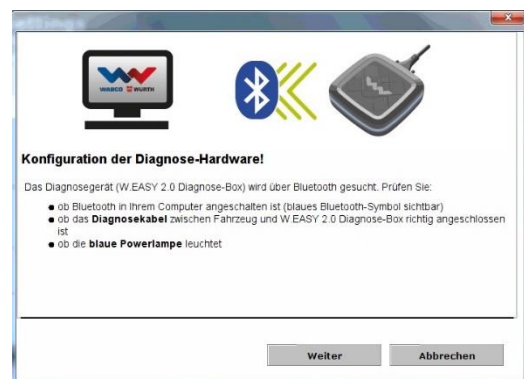 WABCO WURTH
Konfiguration der Diagnose-Hardware!
Das Diagnosegerät (W.EASY 2.0 Diagnose-Box) wird über Bluetooth gesucht. Prüfen Sie:
● ob Bluetooth in Ihrem Computer angeschalten ist (blaues Bluetooth-Symbol sichtbar)
● ob das Diagnosekabel zwischen Fahrzeug und W.EASY 2.0 Diagnose-Box richtig angeschlossen
ist
● ob die blaue Powerlampe leuchtet
Weiter Abbrechen